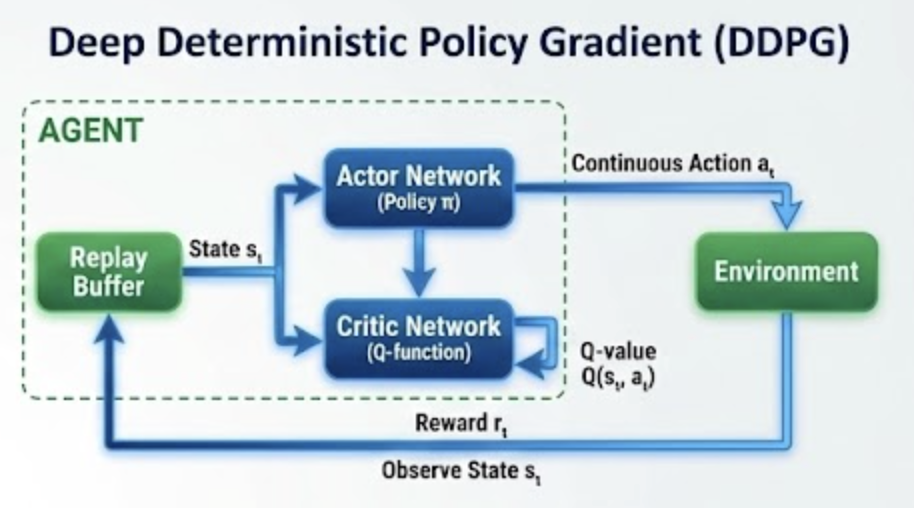 Deep Deterministic Policy Gradient (DDPG)
AGENT
Actor Network
(Policy π)
Continuous Action aₜ
Replay
Buffer
State sₜ
Environment
Critic Network
(Q-function)
Q-value
Q(sₜ, aₜ)
Reward rₜ
Observe State sₜ